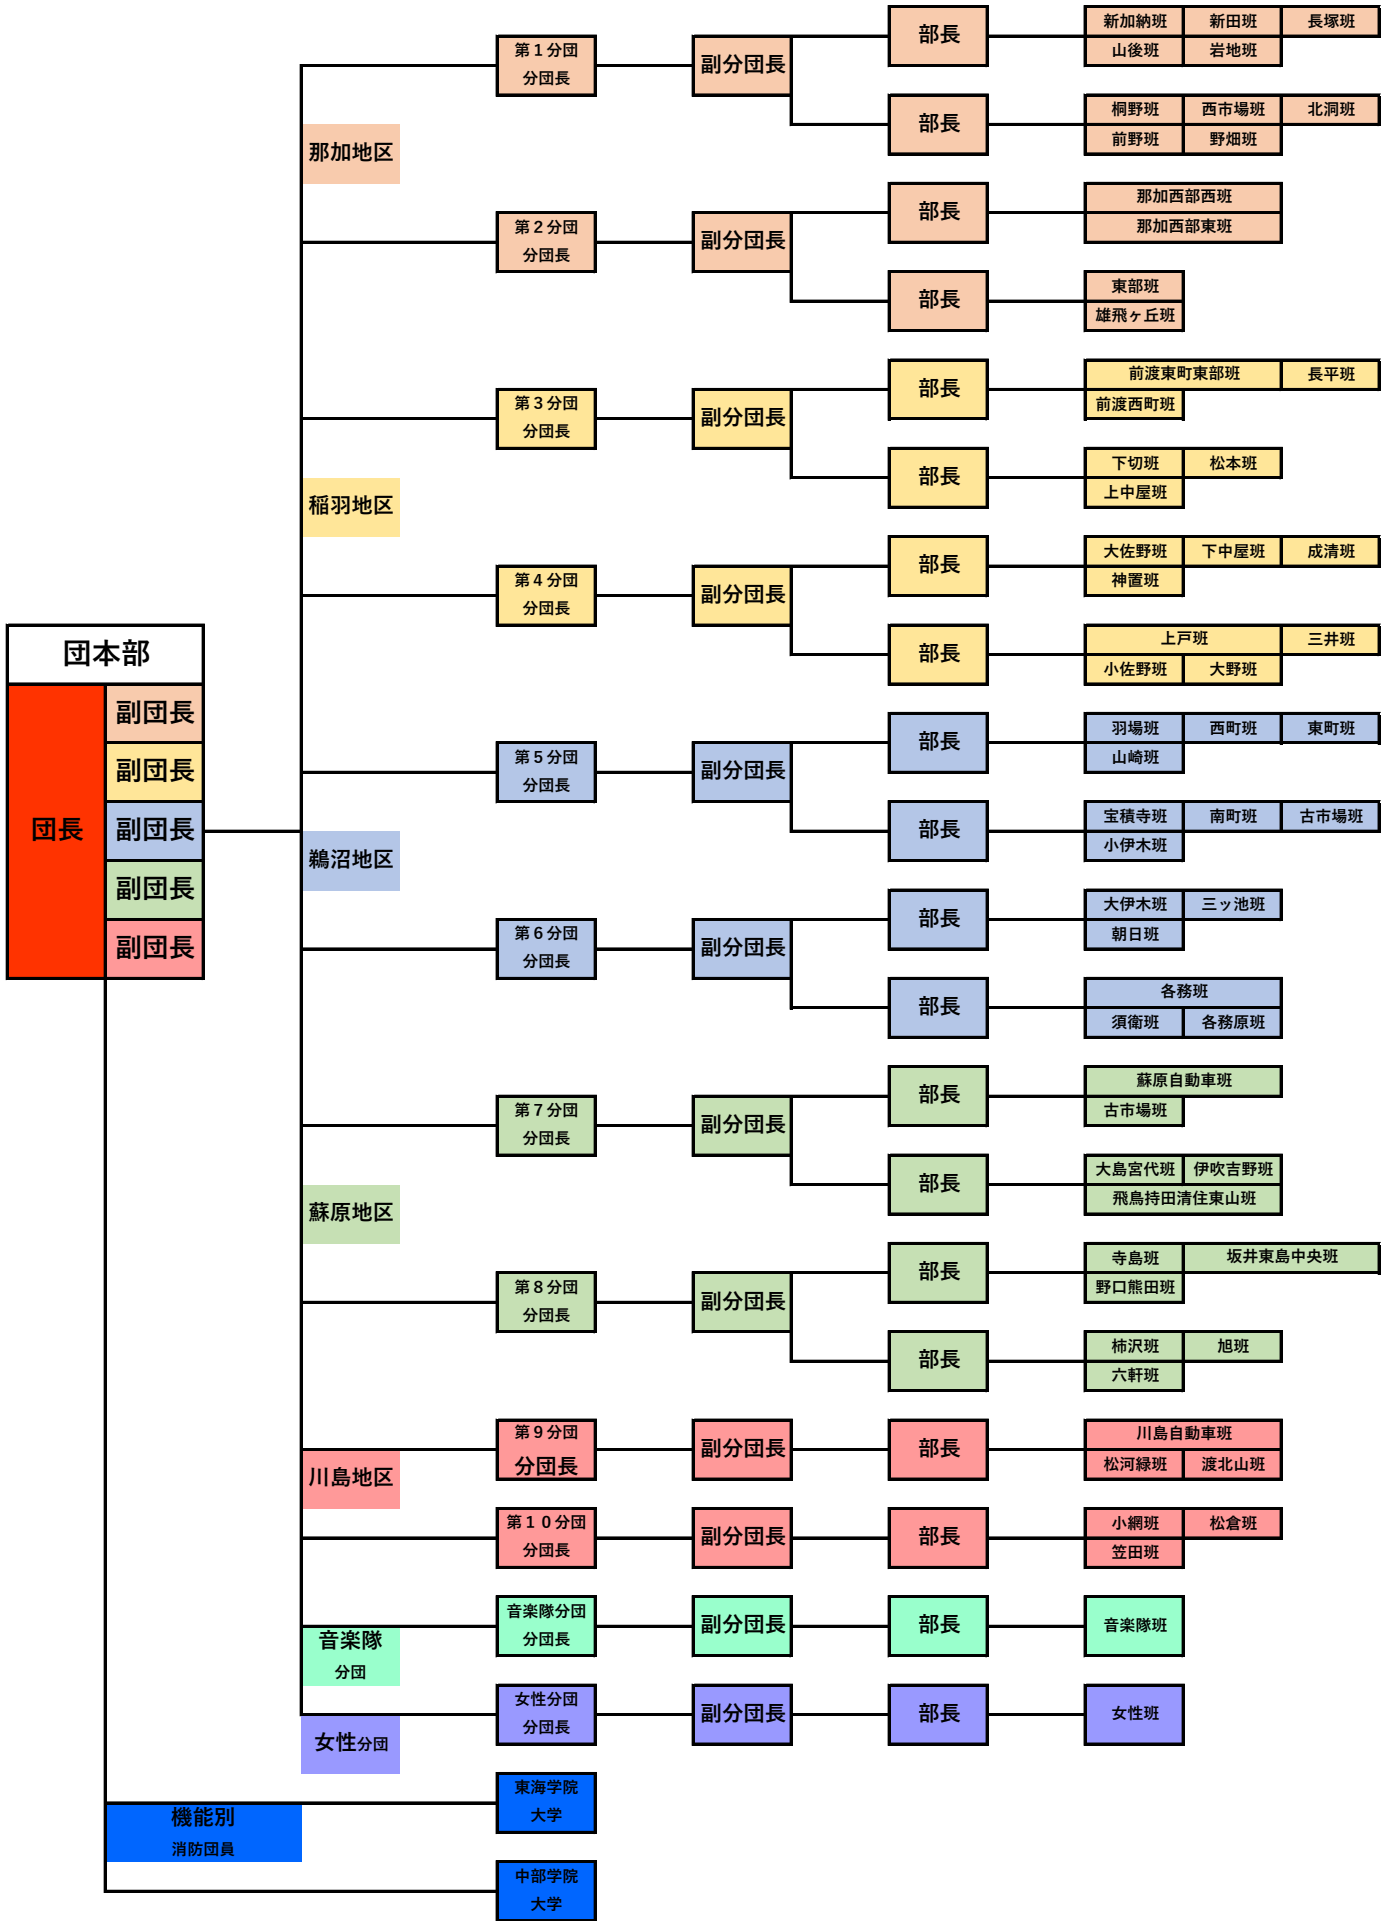 団本部
団長
副団長
副団長
副団長
副団長
副団長
那加地区
第１分団
分団長
副分団長
部長
新加納班 新田班 長塚班
山後班 岩地班
部長
桐野班 西市場班 北洞班
前野班 野畑班
第２分団
分団長
副分団長
部長
那加西部西班
那加西部東班
部長
東部班
雄飛ヶ丘班
稲羽地区
第３分団
分団長
副分団長
部長
前渡東町東部班 長平班
前渡西町班
部長
下切班 松本班
上中屋班
第４分団
分団長
副分団長
部長
大佐野班 下中屋班 成清班
神置班
部長
上戸班 三井班
小佐野班 大野班
鵜沼地区
第５分団
分団長
副分団長
部長
羽場班 西町班 東町班
山崎班
部長
宝積寺班 南町班 古市場班
小伊木班
第６分団
分団長
副分団長
部長
大伊木班 三ッ池班
朝日班
部長
各務班
須衛班 各務原班
蘇原地区
第７分団
分団長
副分団長
部長
蘇原自動車班
古市場班
部長
大島宮代班 伊吹吉野班
飛鳥持田清住東山班
第８分団
分団長
副分団長
部長
寺島班 坂井東島中央班
野口熊田班
部長
柿沢班 旭班
六軒班
川島地区
第９分団
分団長
副分団長
部長
川島自動車班
松河緑班 渡北山班
第１０分団
分団長
副分団長
部長
小網班 松倉班
笠田班
音楽隊
分団
音楽隊分団
分団長
副分団長
部長
音楽隊班
女性分団
女性分団
分団長
副分団長
部長
女性班
機能別
消防団員
東海学院
大学
中部学院
大学